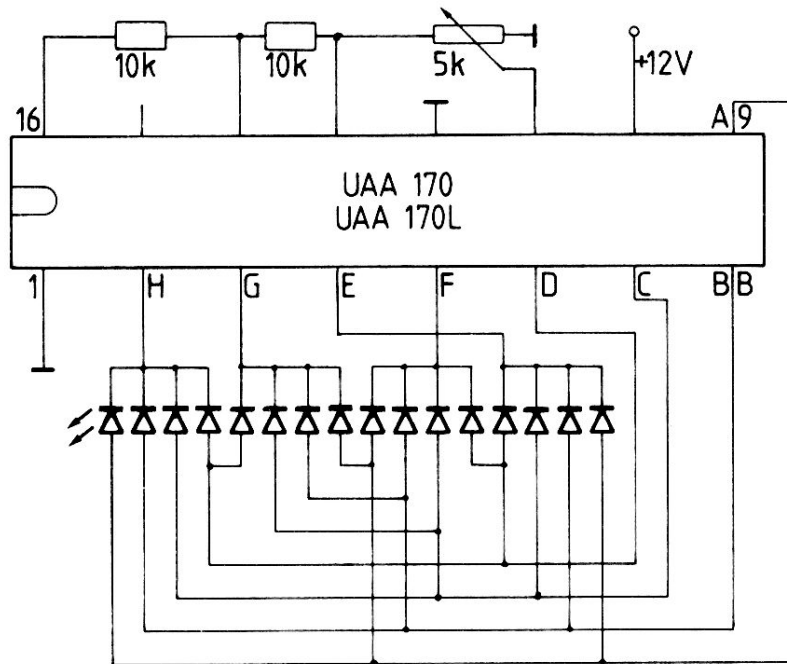 10k 10k 5k +12V
16 A 9
UAA 170
UAA 170L
1 H G E F D C B B